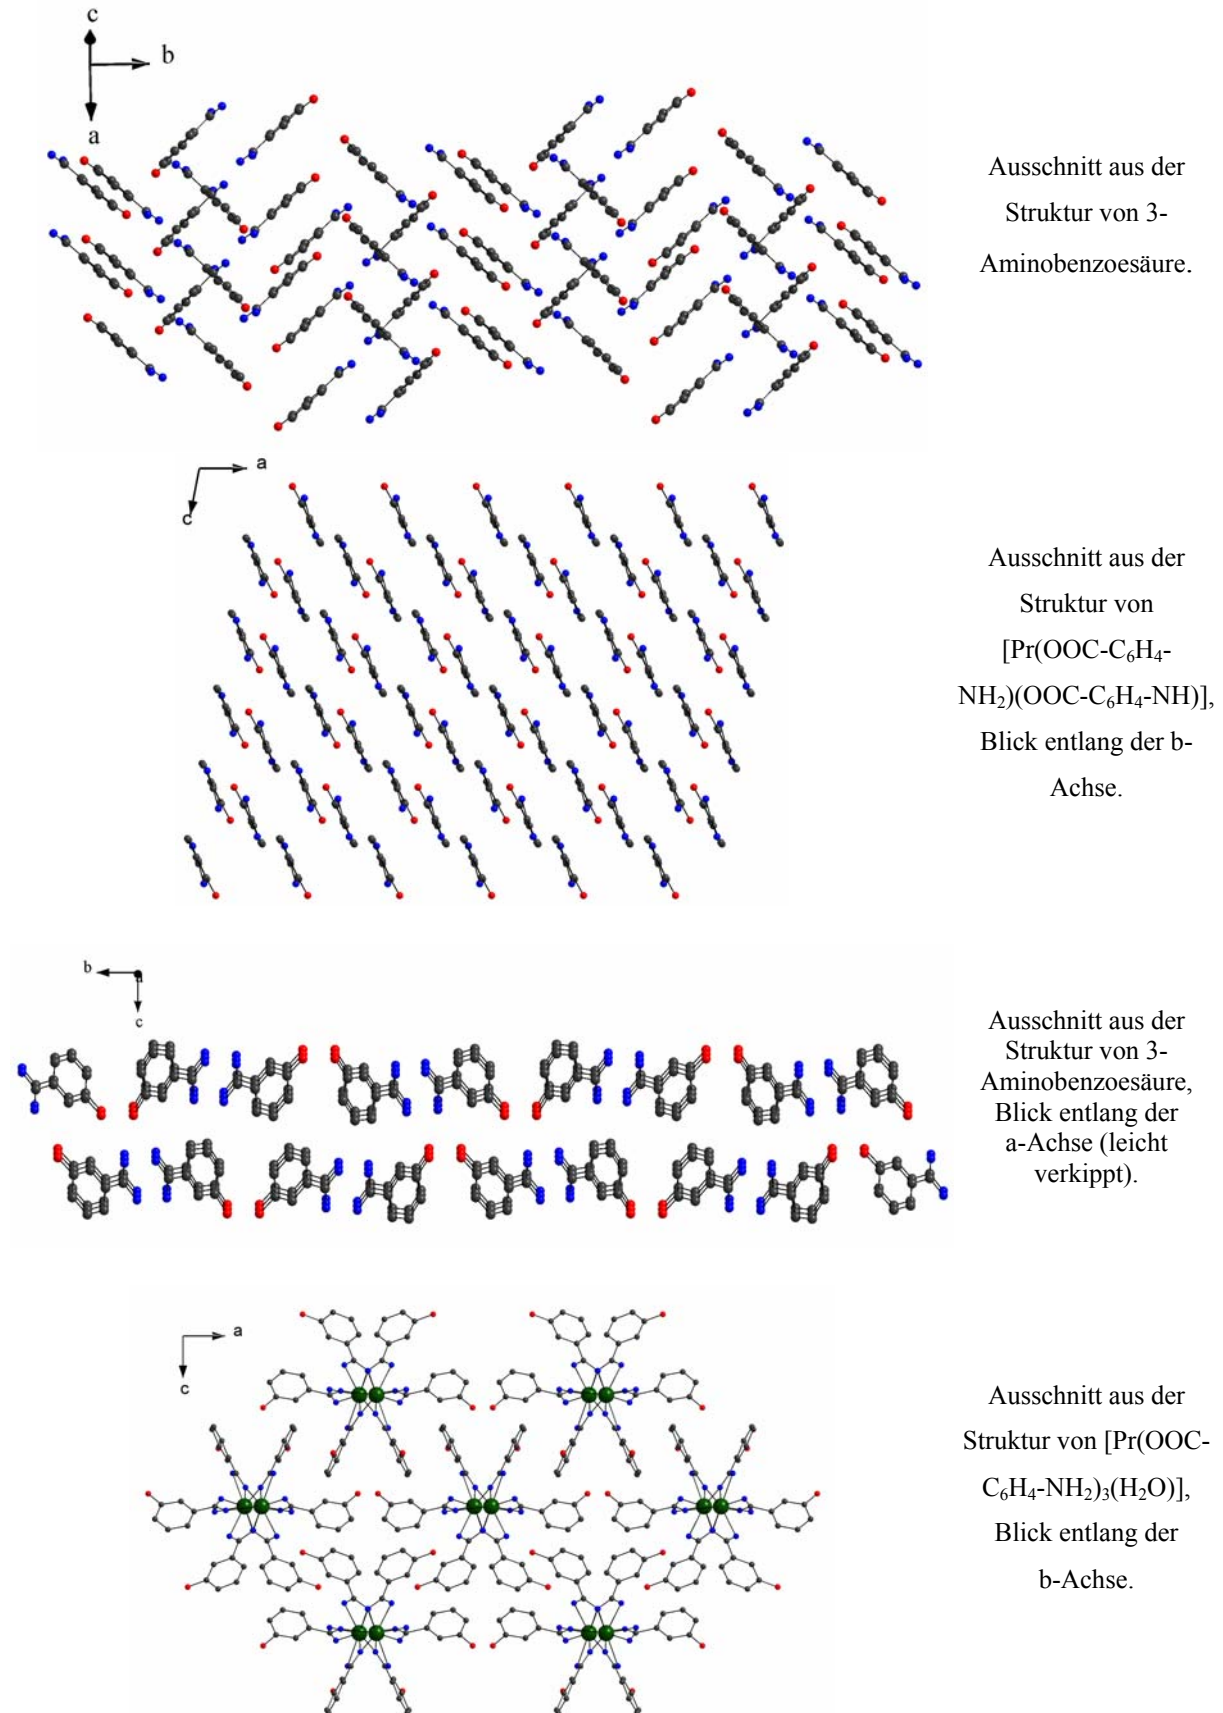 c
b
a
Ausschnitt aus der
Struktur von 3-
Aminobenzoesäure.
a
c
Ausschnitt aus der
Struktur von
[Pr(OOC-C₆H₄-
NH₂)(OOC-C₆H₄-NH)],
Blick entlang der b-
Achse.
b
a
c
Ausschnitt aus der
Struktur von 3-
Aminobenzoesäure,
Blick entlang der
a-Achse (leicht
verkippt).
a
c
Ausschnitt aus der
Struktur von [Pr(OOC-
C₆H₄-NH₂)₃(H₂O)],
Blick entlang der
b-Achse.